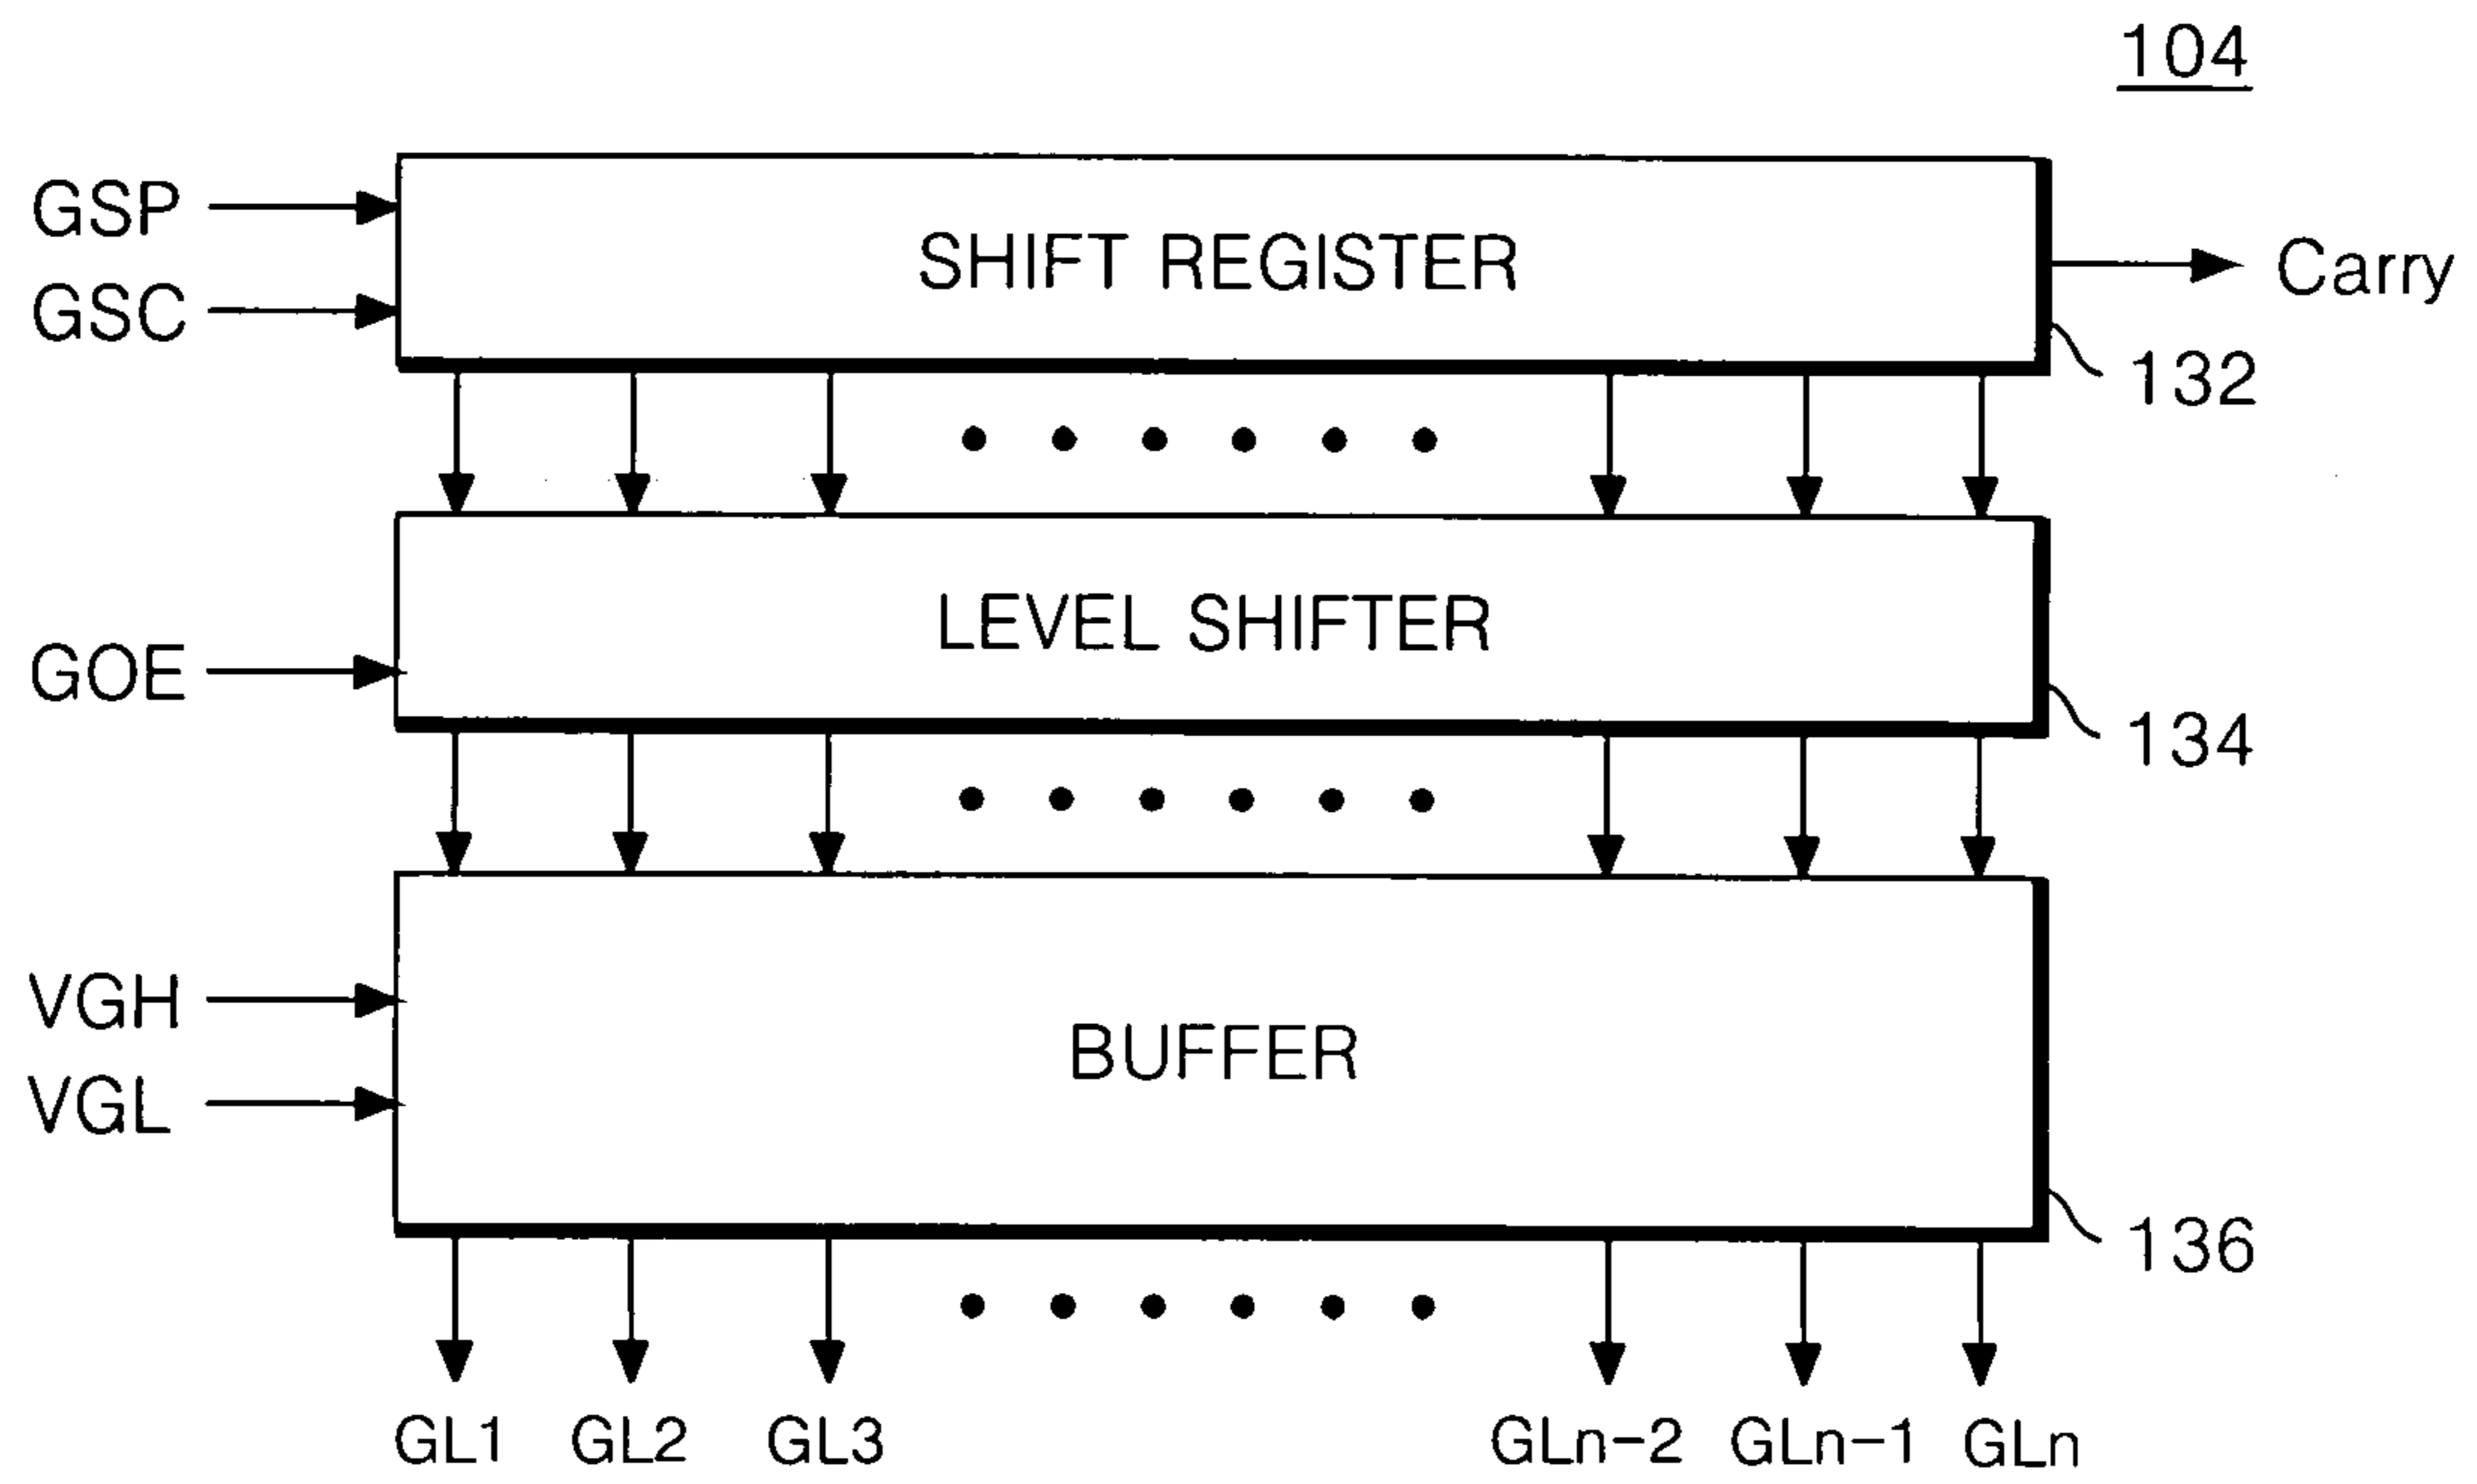 104
GSP
SHIFT REGISTER
GSC
Carry
132
GOE
LEVEL SHIFTER
134
VGH
BUFFER
VGL
136
GL1 GL2 GL3 GLn-2 GLn-1 GLn